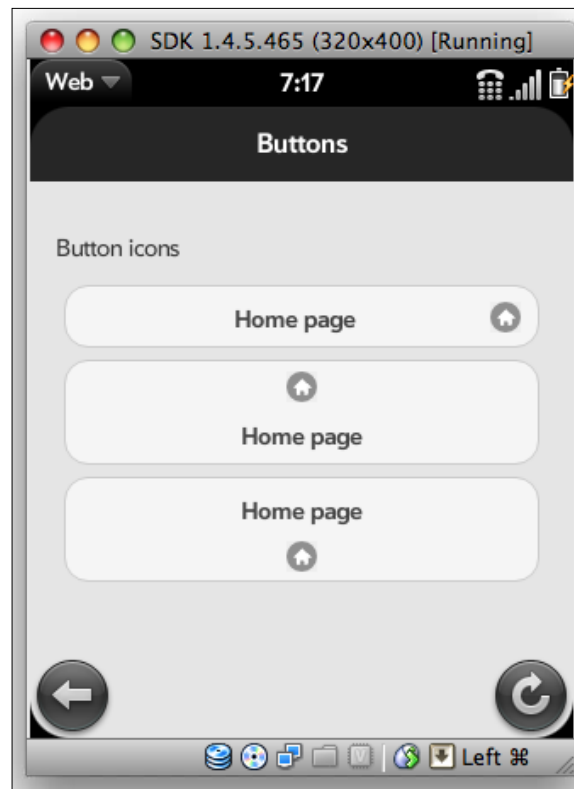 SDK 1.4.5.465 (320x400) [Running]
Web 7:17
Buttons
Button icons
Home page
Home page
Home page
V
Left ⌘